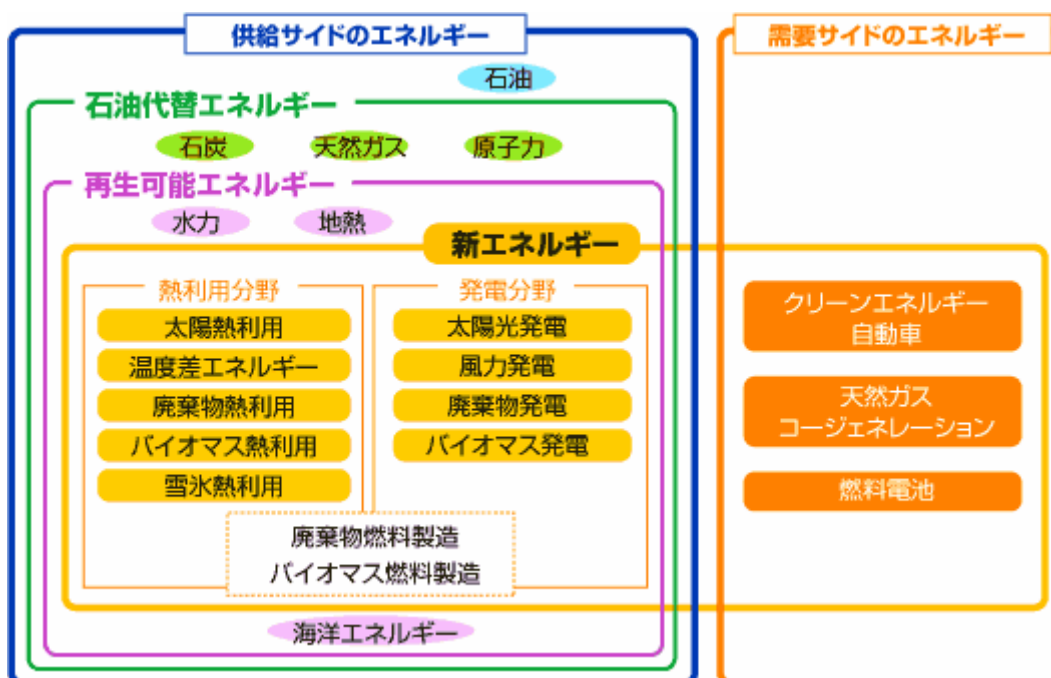 供給サイドのエネルギー
需要サイドのエネルギー
石油
石油代替エネルギー
石炭
天然ガス
原子力
再生可能エネルギー
水力
地熱
新エネルギー
熱利用分野
太陽熱利用
温度差エネルギー
廃棄物熱利用
バイオマス熱利用
雪氷熱利用
発電分野
太陽光発電
風力発電
廃棄物発電
バイオマス発電
廃棄物燃料製造
バイオマス燃料製造
海洋エネルギー
クリーンエネルギー
自動車
天然ガス
コージェネレーション
燃料電池